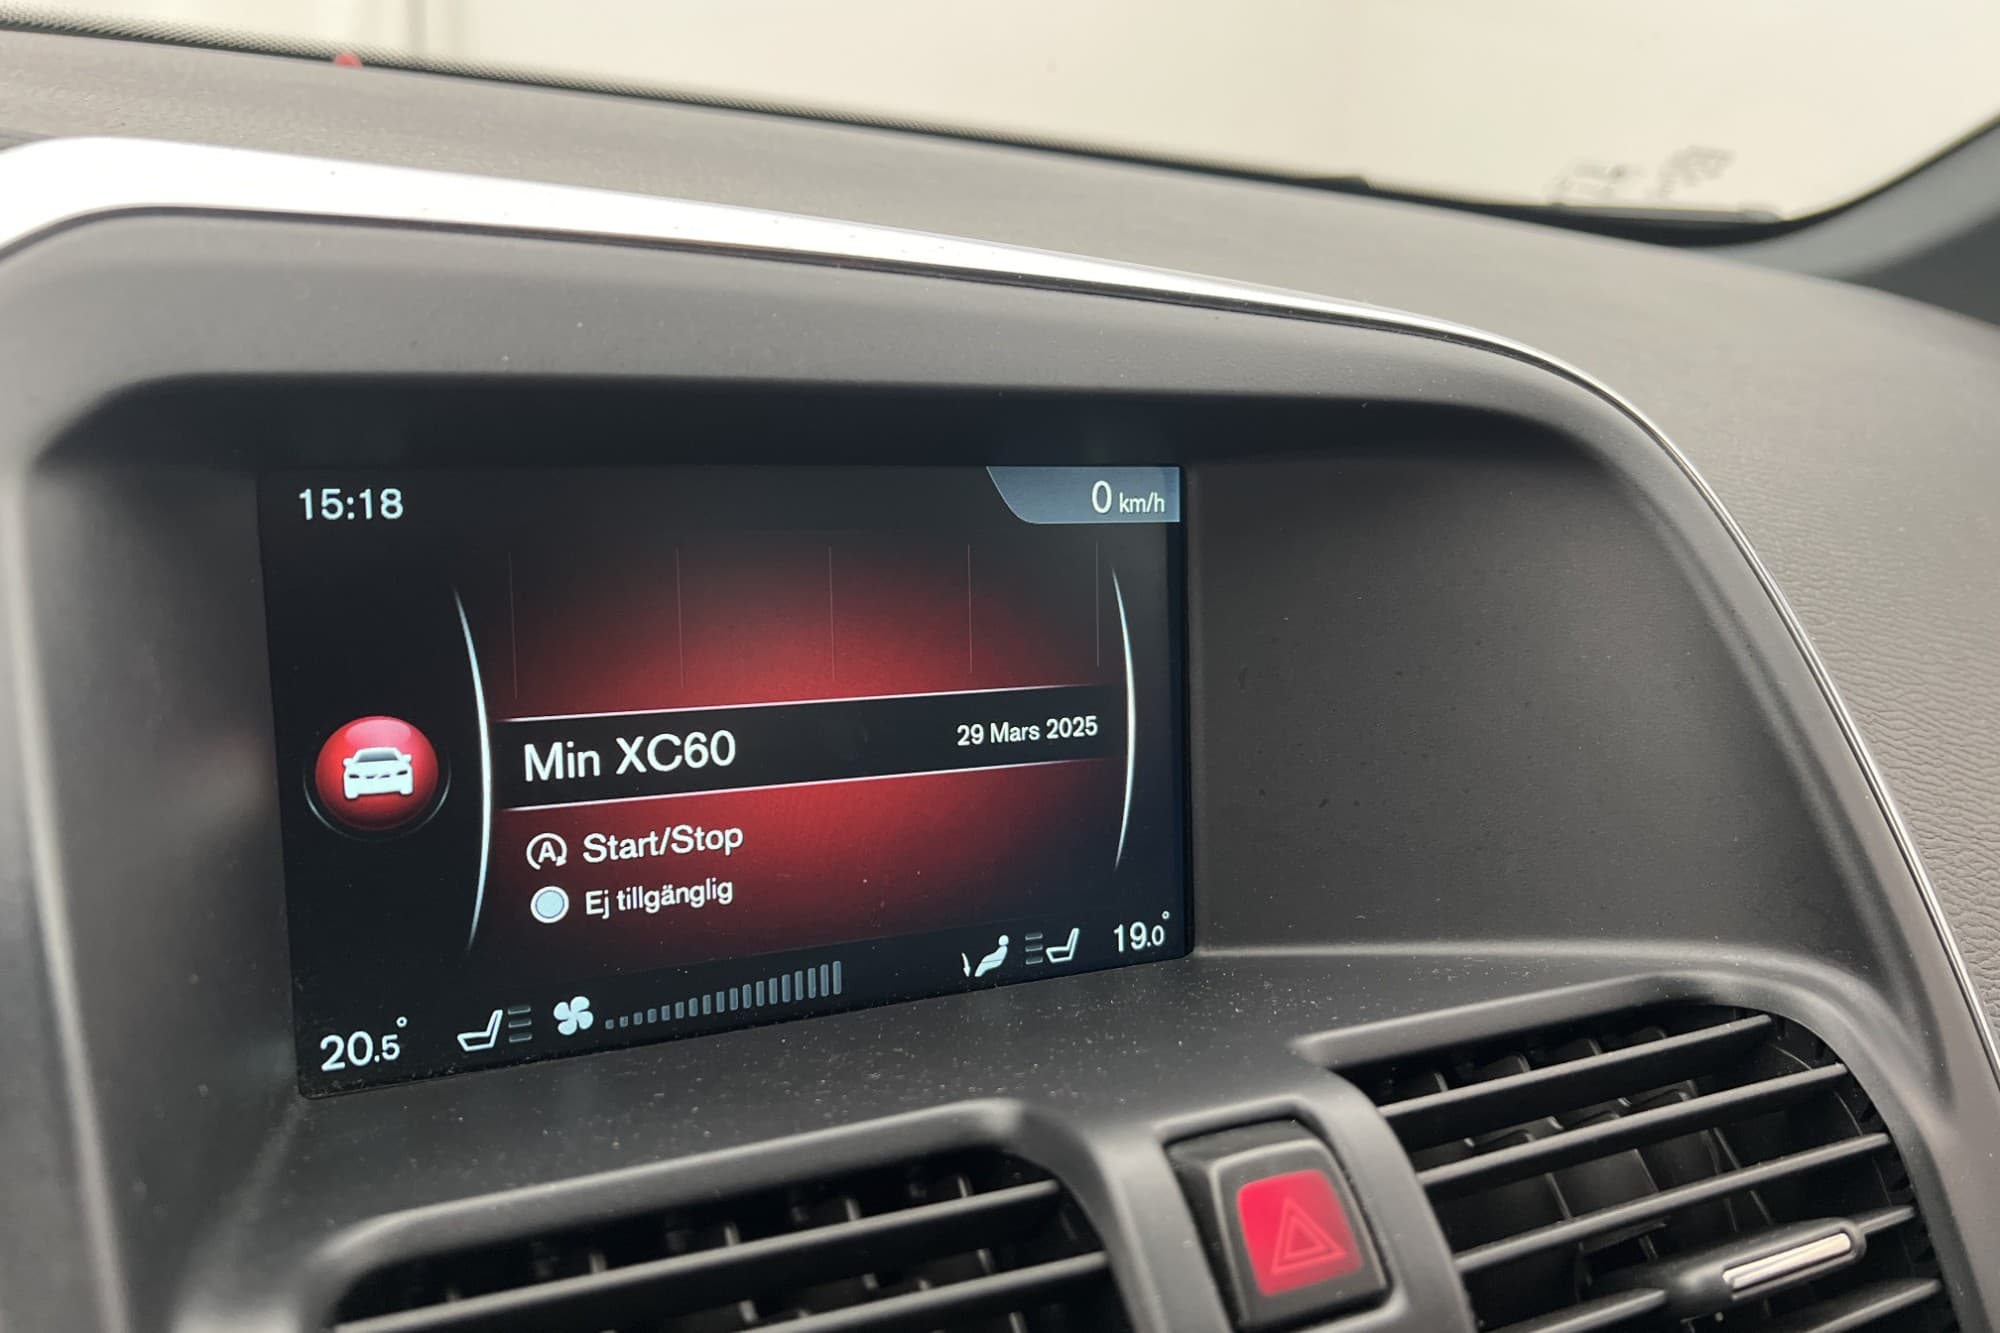 15:18
0 km/h
Min XC60
29 Mars 2025
A Start/Stop
Ej tillgänglig
19.0°
20.5°